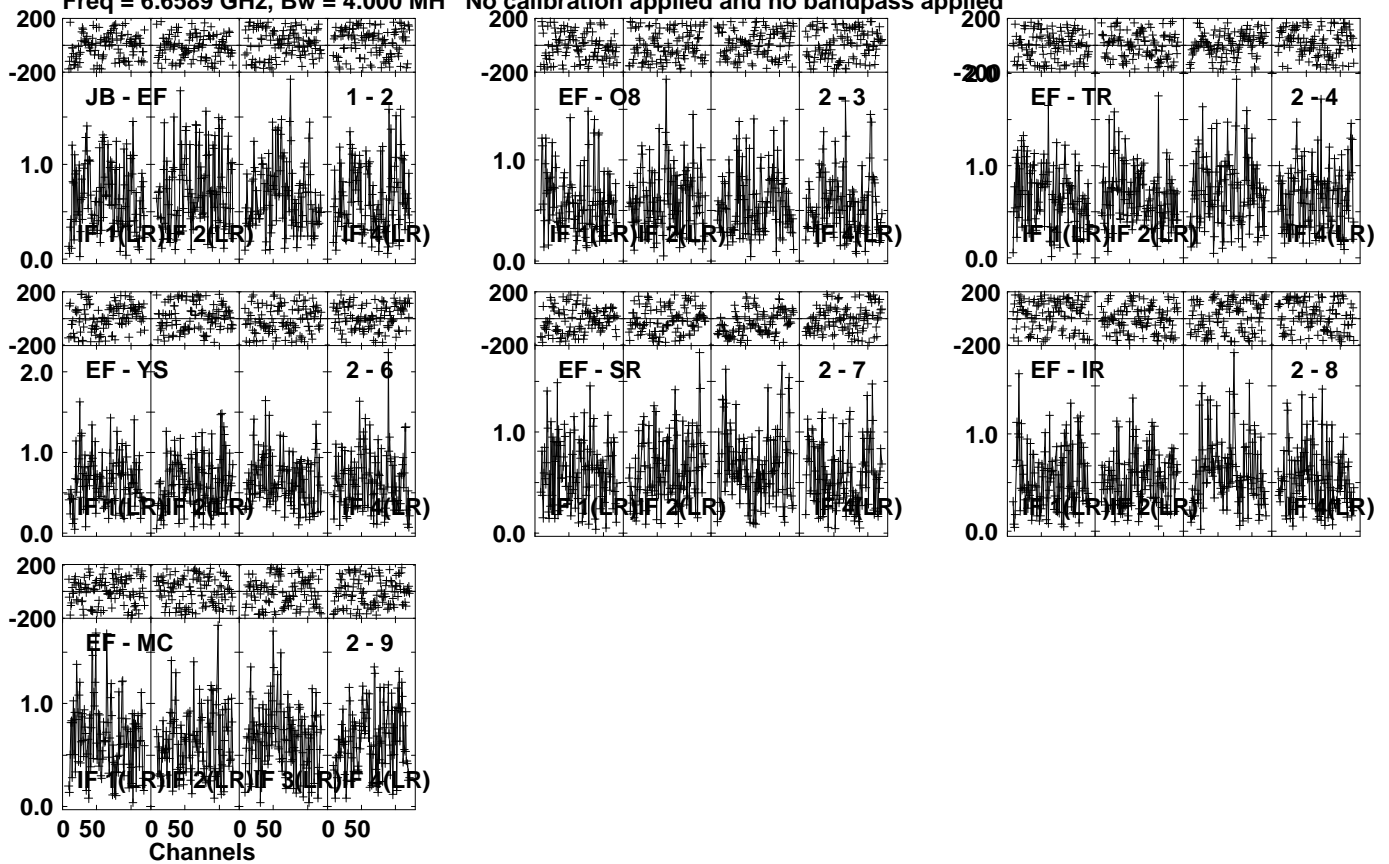 Freq = 6.6589 GHz, Bw = 4.000 MH No calibration applied and no bandpass applied
200 200 200
-200 -200 -200
2.0
JB - EF 1 - 2 EF - O8 2 - 3 EF - TR 2 - 4
1.0 1.0 1.0
IF 1(LR) IF 2(LR) IF 4(LR) IF 1(LR) IF 2(LR) IF 4(LR) IF 1(LR) IF 2(LR) IF 4(LR)
0.0 0.0 0.0
200 200 200
-200 -200 -200
EF - YS 2 - 6 EF - SR 2 - 7 EF - IR 2 - 8
2.0
1.0 1.0 1.0
IF 1(LR) IF 2(LR) IF 4(LR) IF 1(LR) IF 2(LR) IF 4(LR) IF 1(LR) IF 2(LR) IF 4(LR)
0.0 0.0 0.0
200
-200
EF - MC 2 - 9
1.0
IF 1(LR) IF 2(LR) IF 3(LR) IF 4(LR)
0.0
0 50 0 50 0 50 0 50
Channels